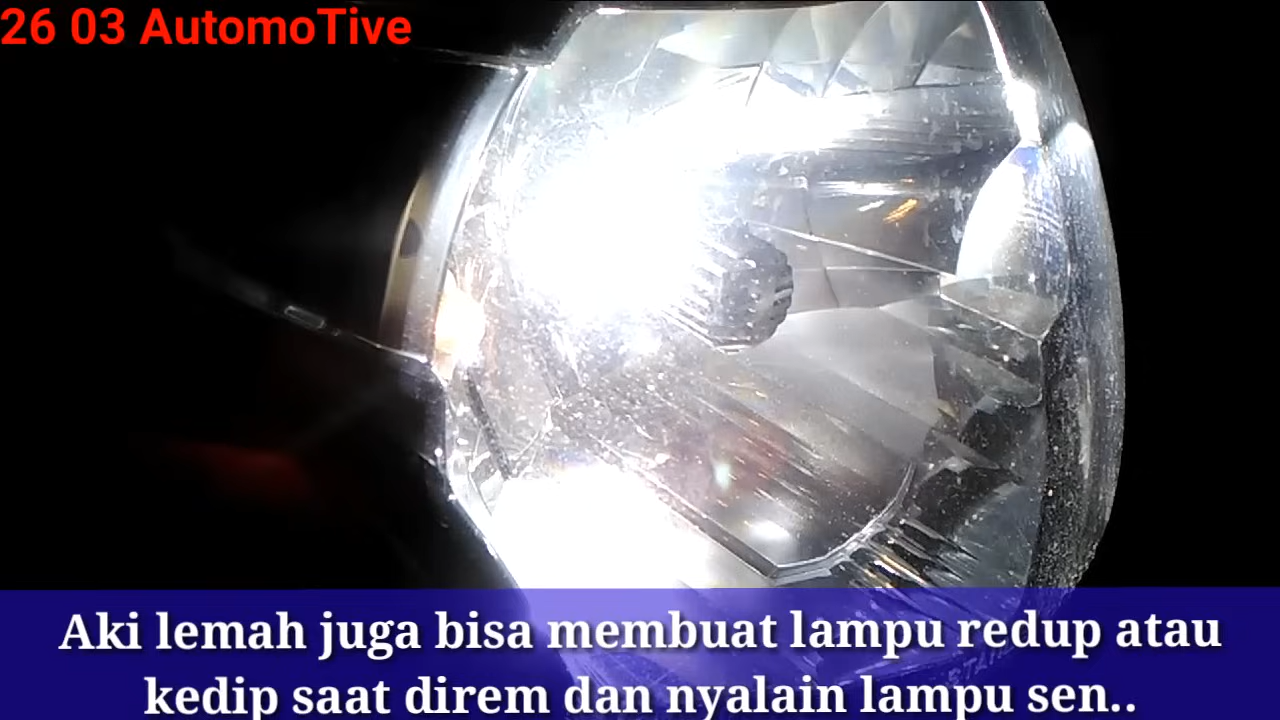 26 03 AutomoTive
Aki lemah juga bisa membuat lampu redup atau
kedip saat direm dan nyalain lampu sen..